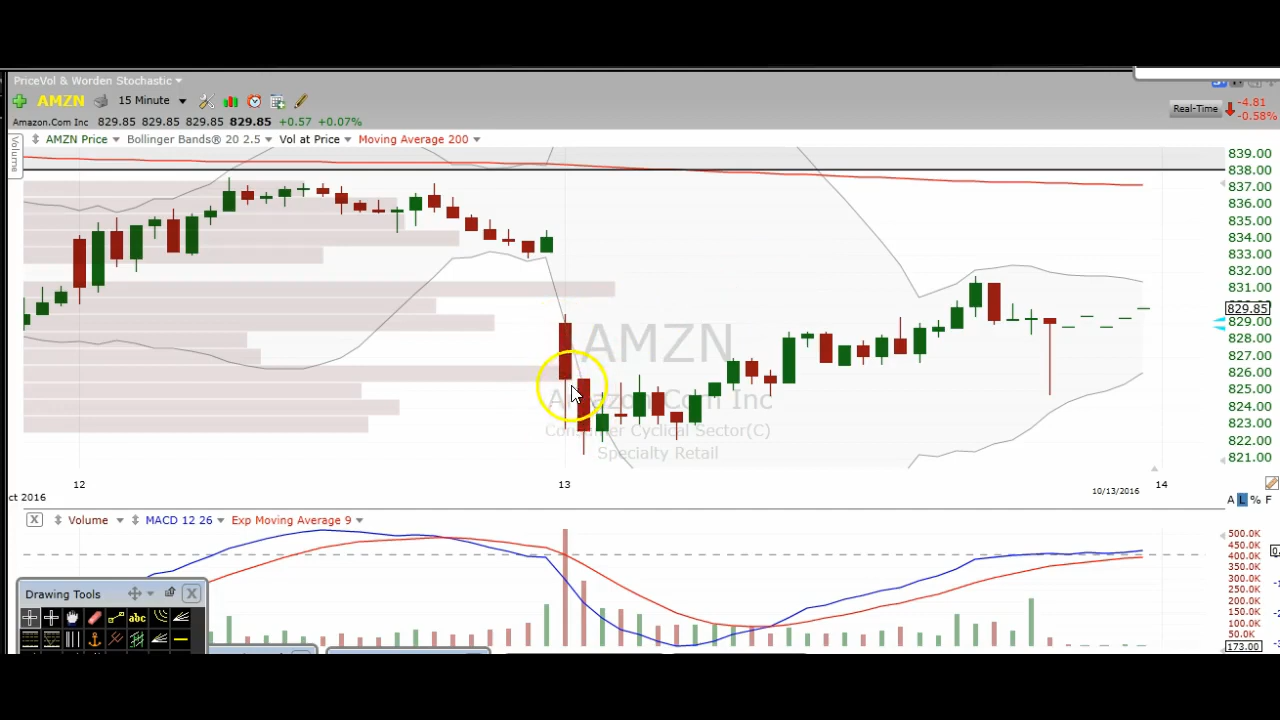 PriceVol & Worden Stochastic
AMZN 15 Minute
Real-Time -4.81
-0.58%
Amazon.Com Inc 829.85 829.85 829.85 829.85 +0.57 +0.07%
AMZN Price Bollinger Bands® 20 2.5 Vol at Price Moving Average 200
Volume
839.00
838.00
837.00
836.00
835.00
834.00
833.00
832.00
831.00
829.85
829.00
828.00
827.00
826.00
825.00
824.00
823.00
822.00
821.00
AMZN
Amazon.Com Inc
Consumer Cyclical Sector(C)
Specialty Retail
12 13 14
10/13/2016
ct 2016
A L % F
X Volume MACD 12 26 Exp Moving Average 9
500.0K
450.0K
400.0K
350.0K
300.0K
250.0K
200.0K
150.0K
100.0K
50.0K
173.00
Drawing Tools X
abc